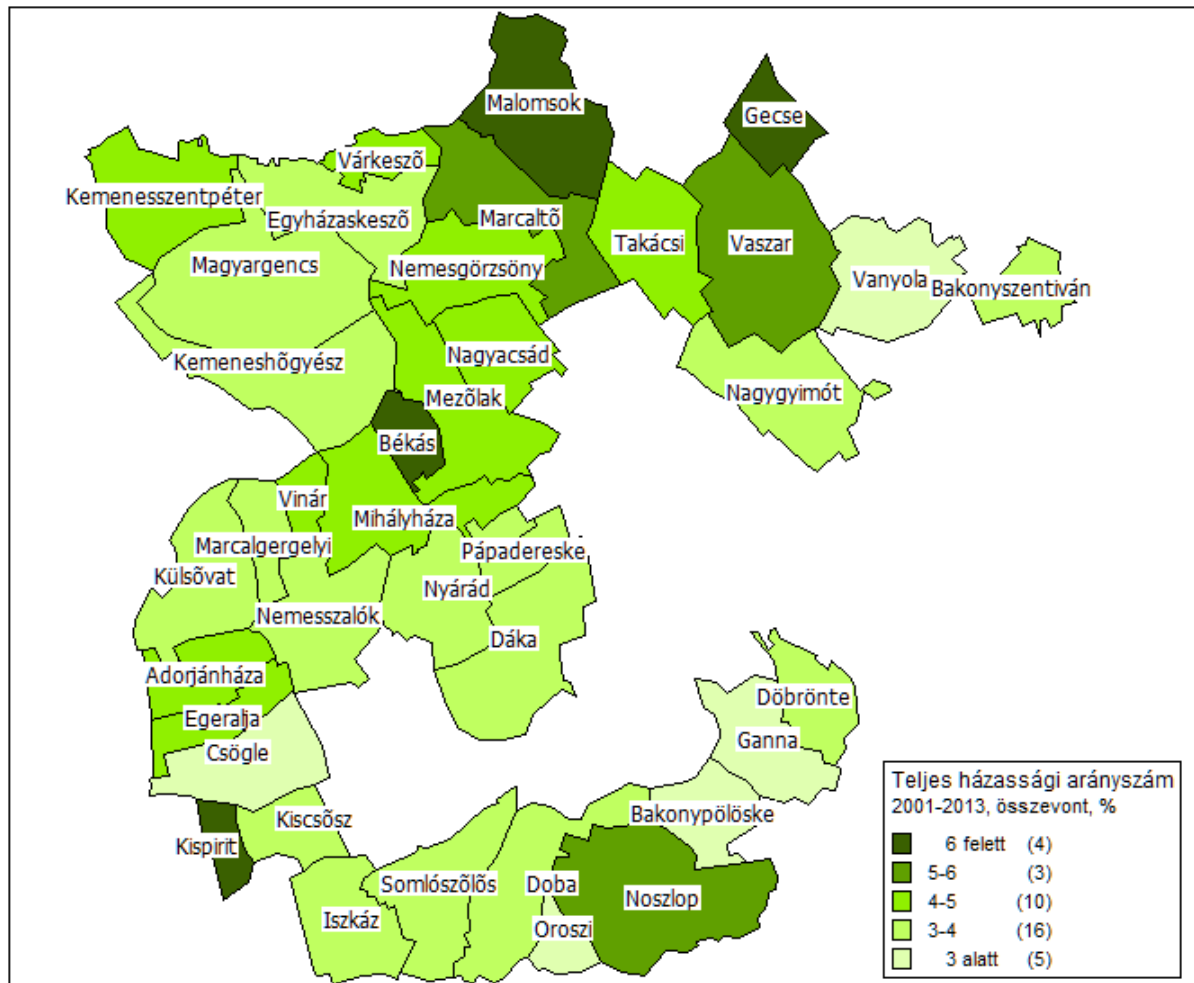 Malomsok
Gecse
Várkeszõ
Kemenesszentpéter
Egyházaskeszõ
Marcaltõ
Takácsi
Vaszar
Magyargencs
Nemesgörzsöny
Vanyola
Bakonyszentiván
Kemeneshõgyész
Nagyacsád
Mezõlak
Nagygyimót
Békás
Vinár
Mihályháza
Marcalgergelyi
Pápadereske
Külsõvat
Nyárád
Nemesszalók
Dáka
Adorjánháza
Döbrönte
Egeralja
Ganna
Csögle
Kiscsõsz
Bakonypölöske
Kispirit
Somlószõlõs
Doba
Noszlop
Iszkáz
Oroszi
Teljes házassági arányszám
2001-2013, összevont, %
6 felett (4)
5-6 (3)
4-5 (10)
3-4 (16)
3 alatt (5)